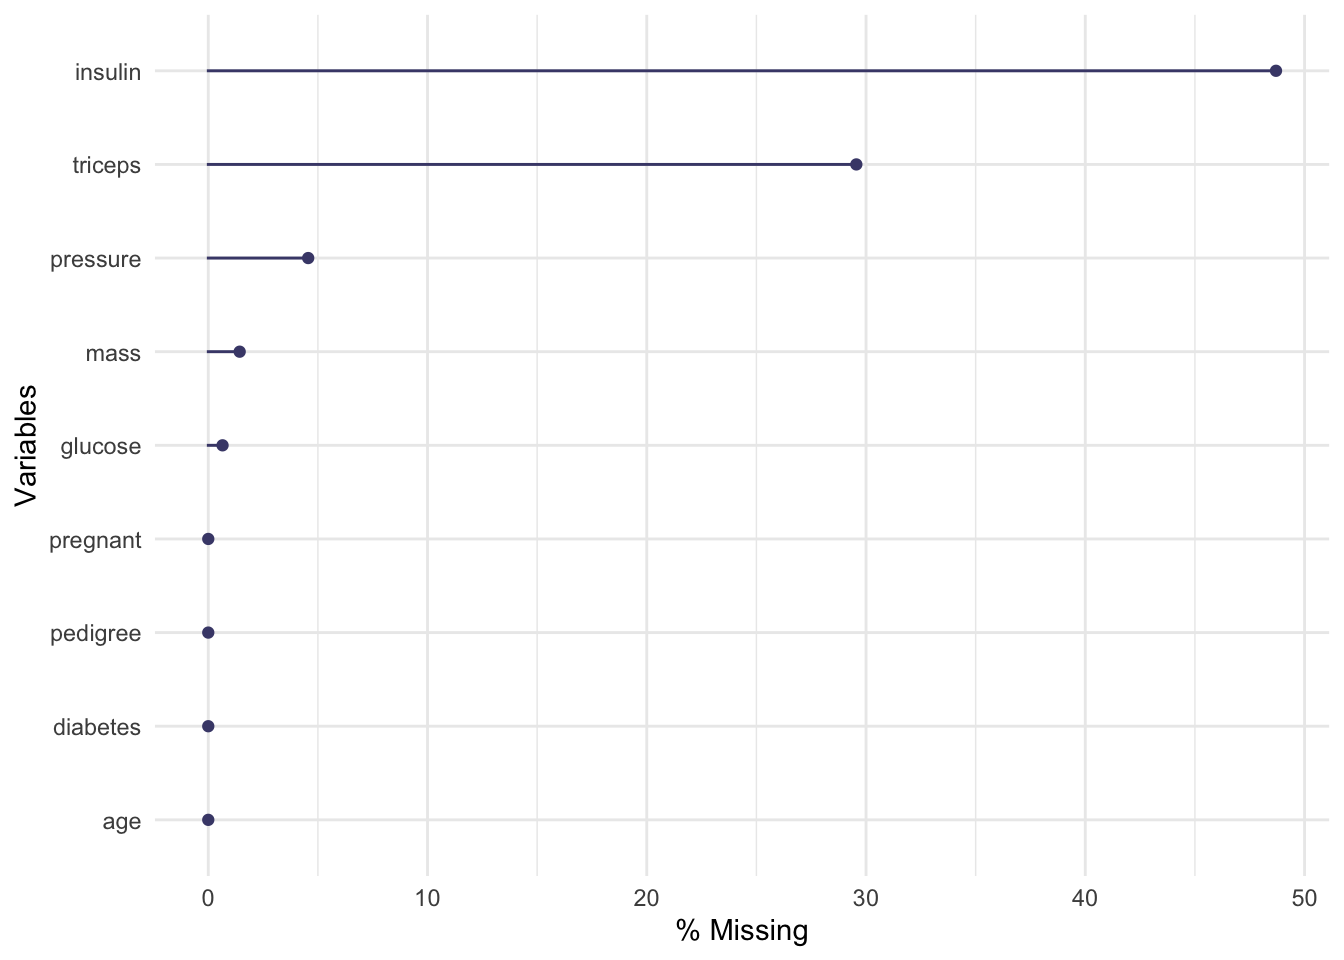 insulin
triceps
pressure
mass
glucose
pregnant
pedigree
diabetes
age
Variables
0 10 20 30 40 50
% Missing